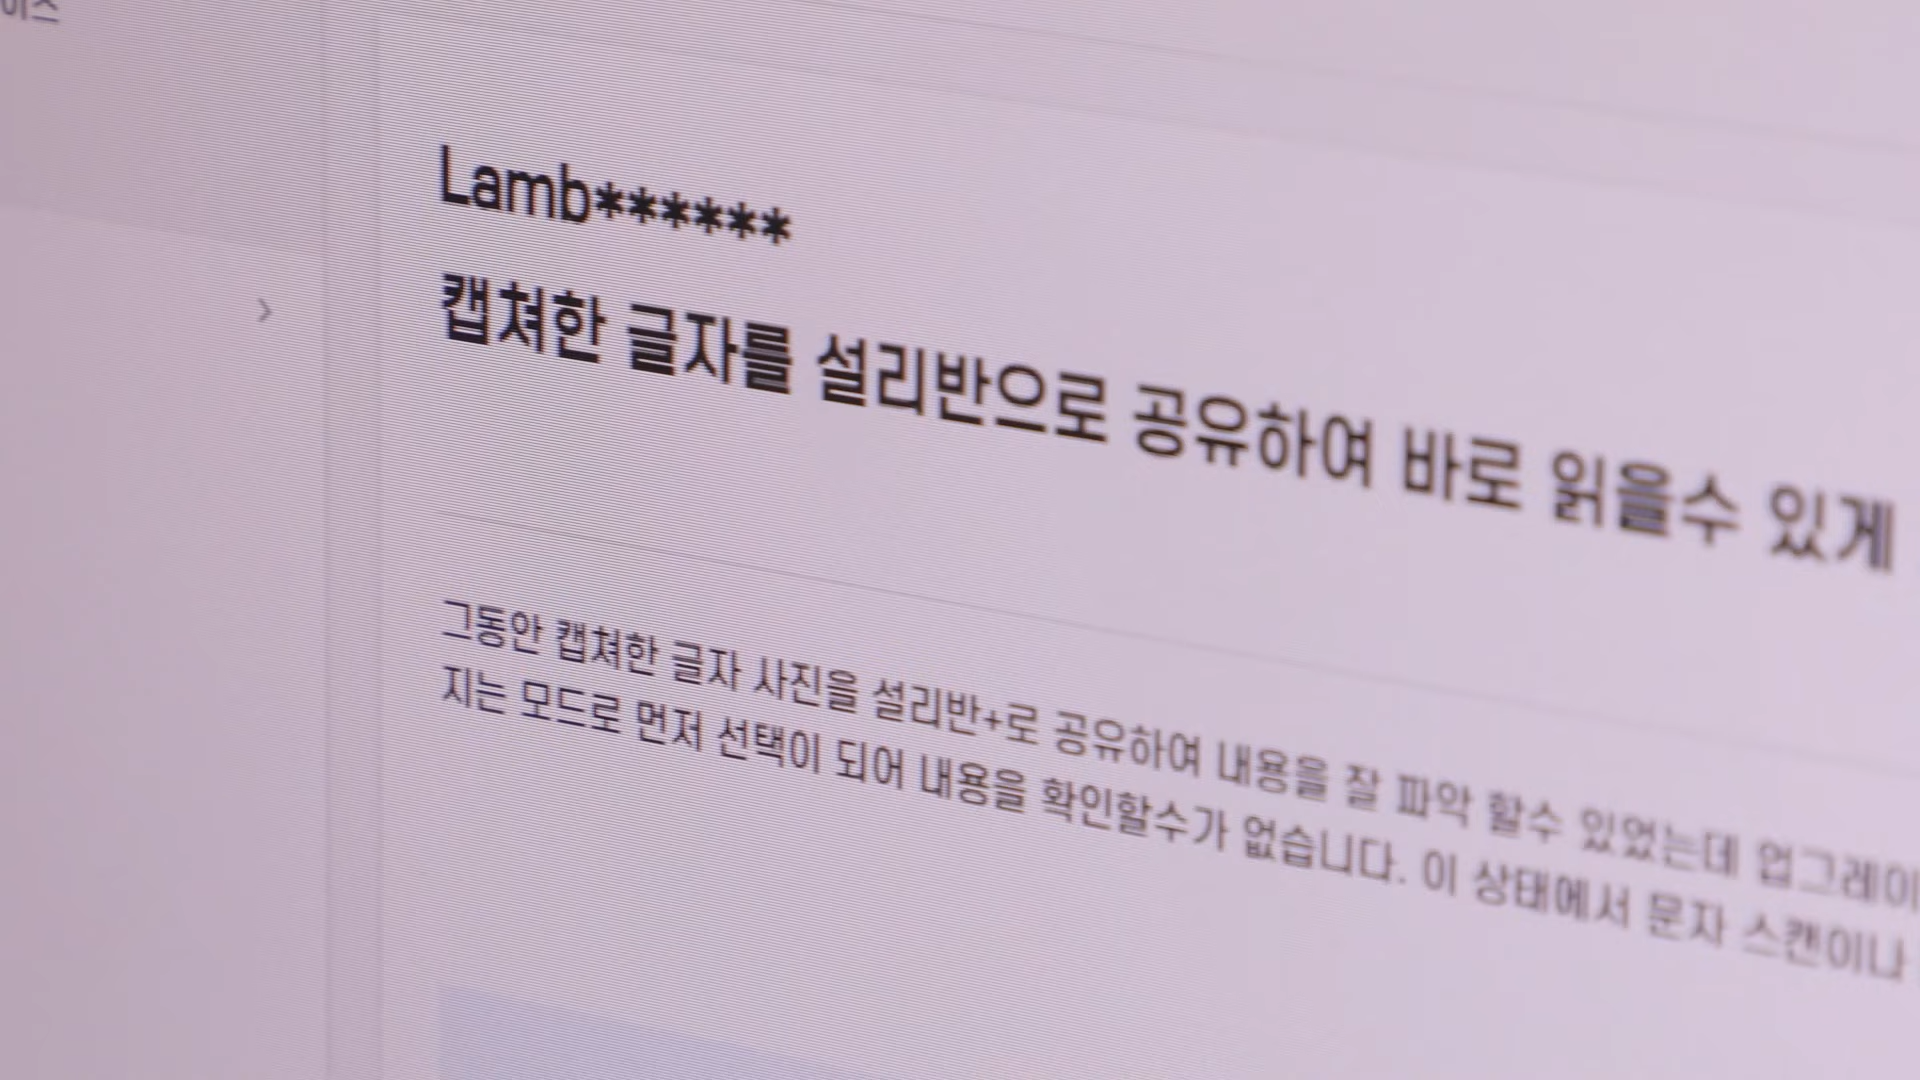 Lamb******
캡쳐한 글자를 설리반으로 공유하여 바로 읽을수 있게
그동안 캡쳐한 글자 사진을 설리반+로 공유하여 내용을 잘 파악 할수 있었는데 업그레이
지는 모드로 먼저 선택이 되어 내용을 확인할수가 없습니다. 이 상태에서 문자 스캔이나